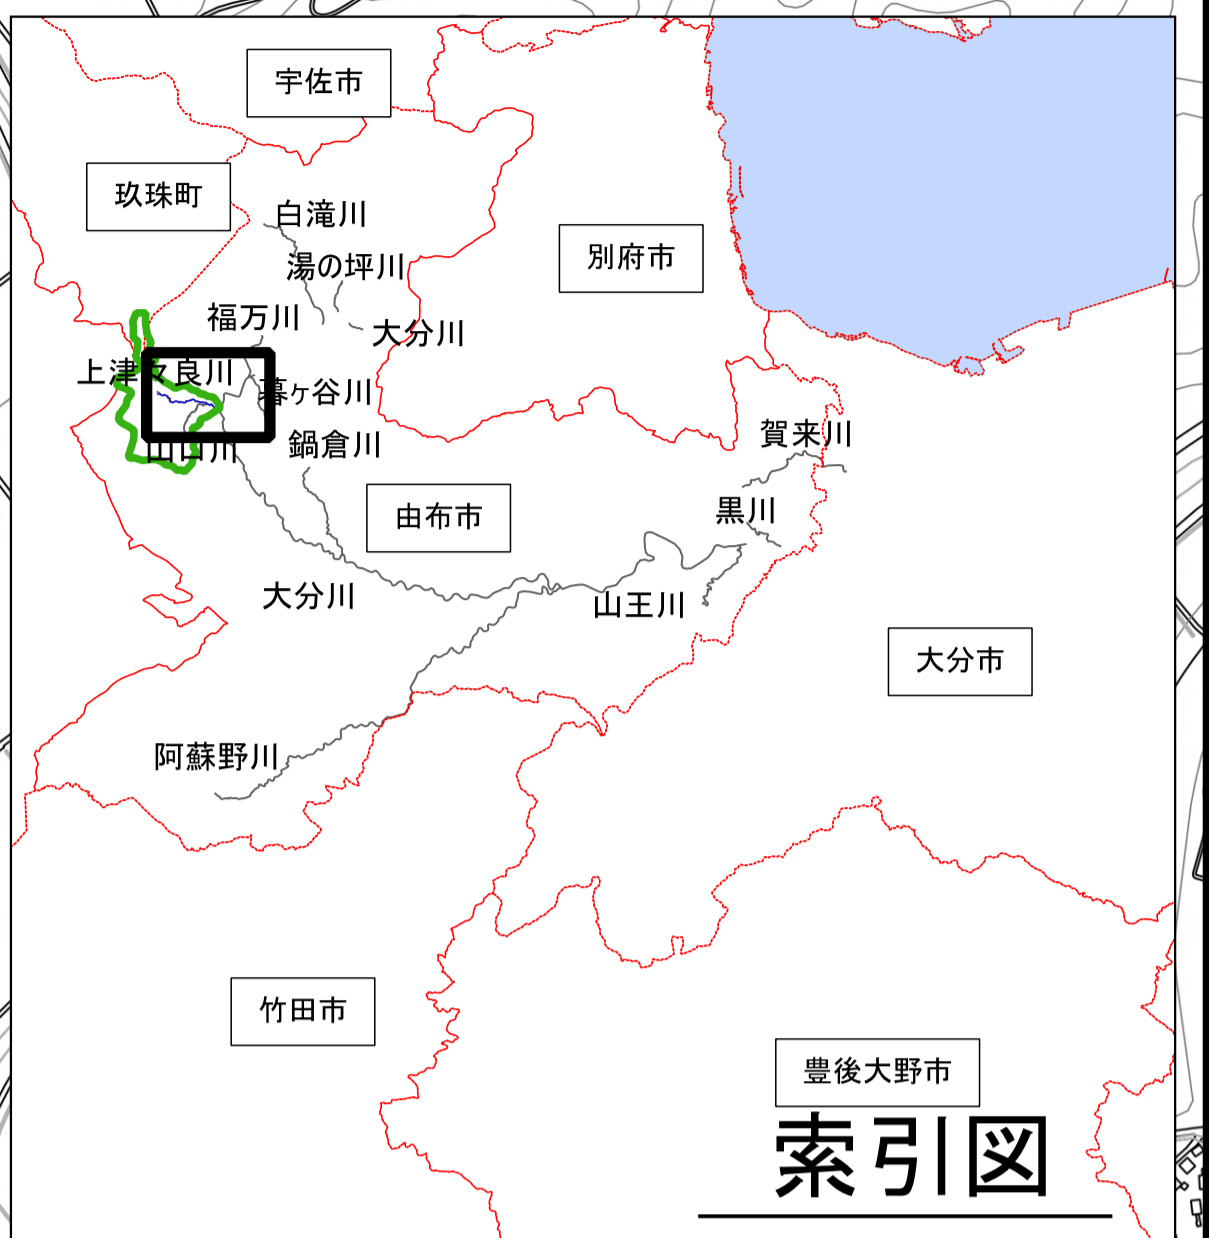 宇佐市
玖珠町
白滝川
別府市
湯の坪川
福万川
大分川
上津々良川
暮ヶ谷川
賀来川
山口川
鍋倉川
由布市
黒川
大分川
山王川
大分市
阿蘇野川
竹田市
豊後大野市
索引図